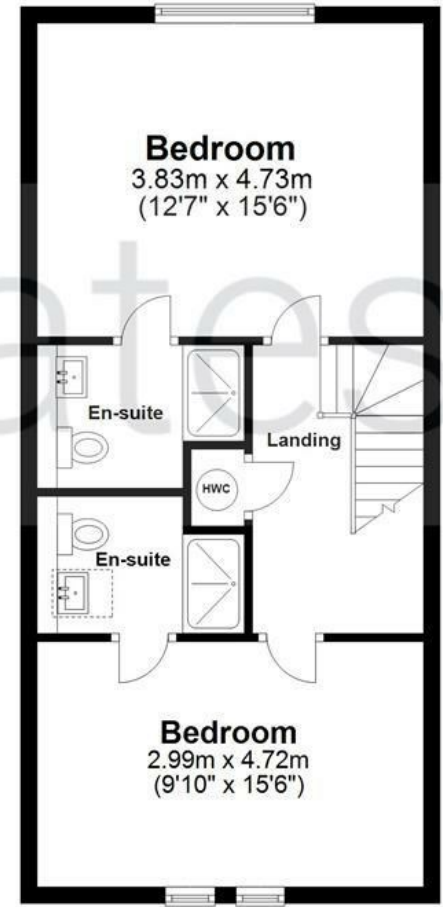 Bedroom
3.83m x 4.73m
(12'7" x 15'6")
ates
En-suite
Landing
HWC
En-suite
Bedroom
2.99m x 4.72m
(9'10" x 15'6")